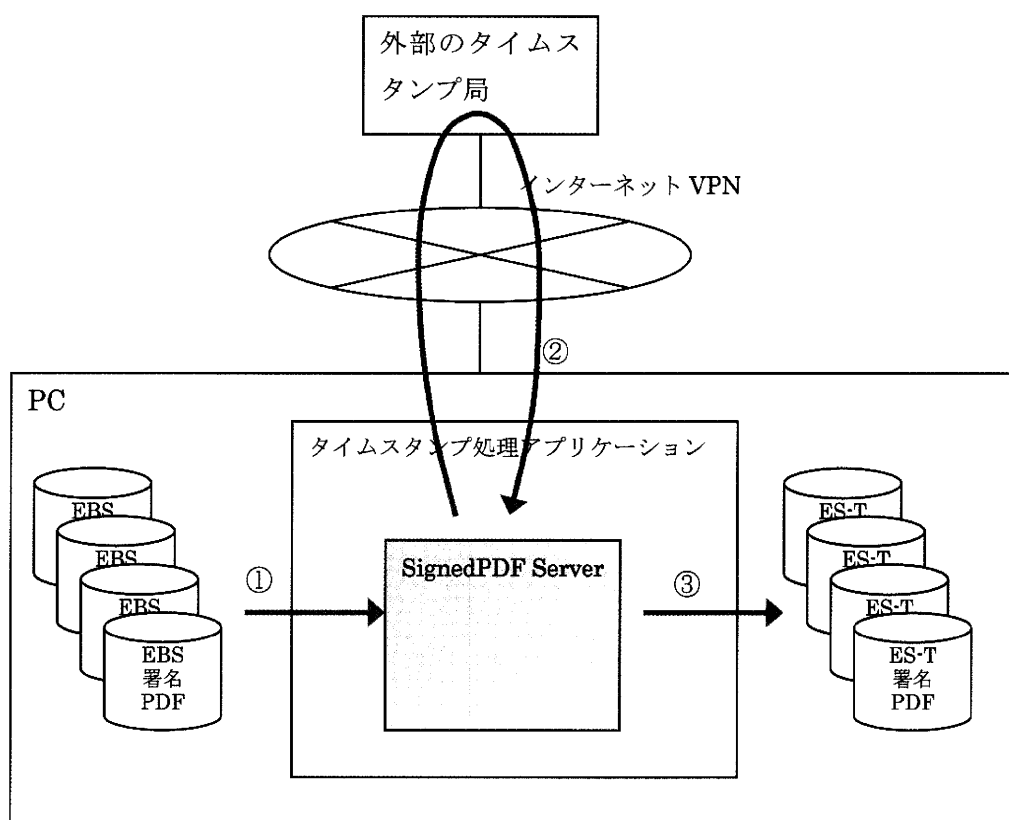 外部のタイムス
タンプ局
インターネット VPN
②
PC
タイムスタンプ処理アプリケーション
EBS
EBS
EBS
EBS
署名
PDF
①
SignedPDF Server
③
ES-T
ES-T
ES-T
ES-T
署名
PDF